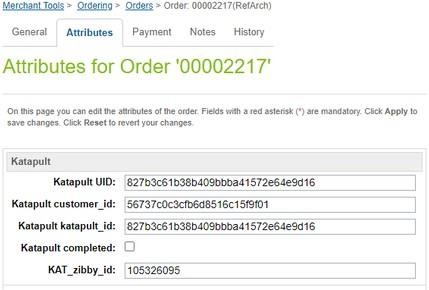 Merchant Tools > Ordering > Orders > Order: 00002217(RefArch)
General Attributes Payment Notes History
Attributes for Order '00002217'
On this page you can edit the attributes of the order. Fields with a red asterisk (*) are mandatory. Click Apply to
save changes. Click Reset to revert your changes.
Katapult
Katapult UID: 827b3c61b38b409bbba41572e64e9d16
Katapult customer_id: 56737c0c3cfb6d8516c15f9f01
Katapult katapult_id: 827b3c61b38b409bbba41572e64e9d16
Katapult completed:
KAT_zibby_id: 105326095